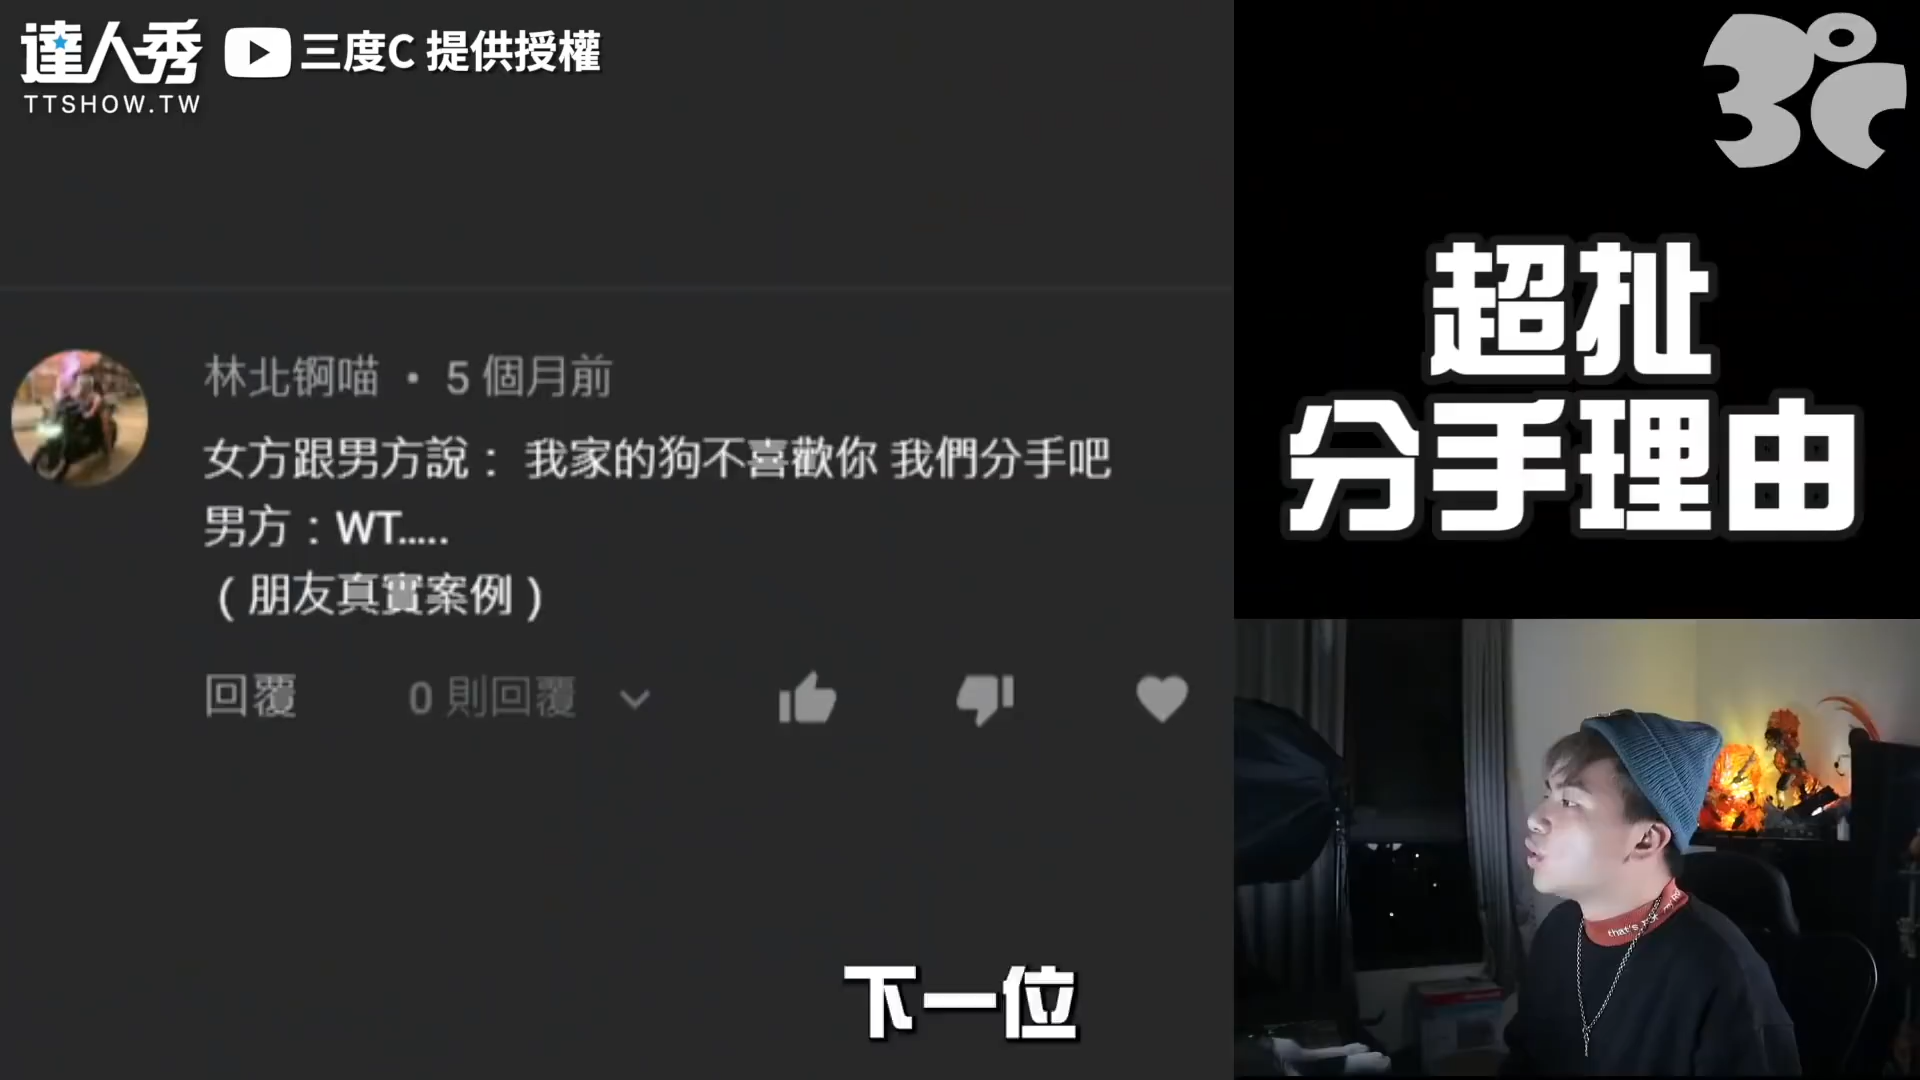 達人秀
TTSHOW.TW
三度C 提供授權
3°C
超扯
分手理由
林北锕喵 • 5 個月前
女方跟男方說： 我家的狗不喜歡你 我們分手吧
男方：WT.....
（朋友真實案例）
回覆
0 則回覆
that's
下一位